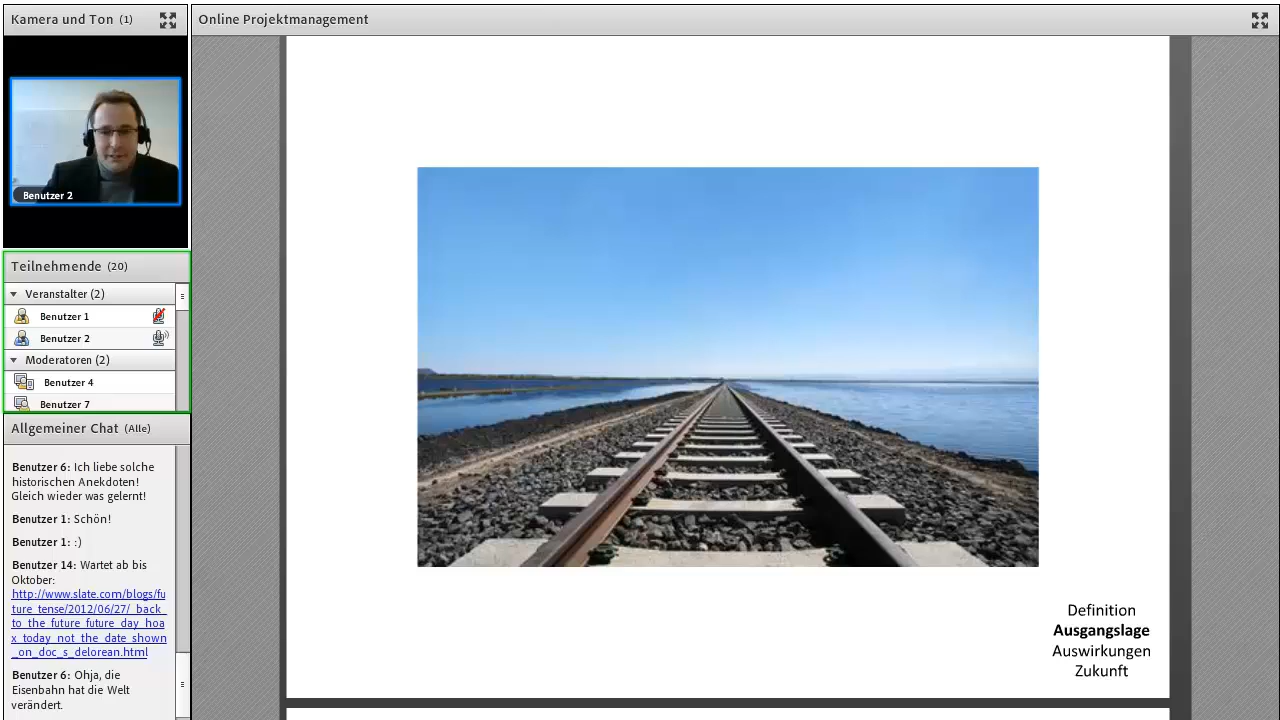 Kamera und Ton (1)
Benutzer 2
Teilnehmende (20)
Veranstalter (2)
Benutzer 1
Benutzer 2
Moderatoren (2)
Benutzer 4
Benutzer 7
Allgemeiner Chat (Alle)
Benutzer 6: Ich liebe solche
historischen Anekdoten!
Gleich wieder was gelernt!
Benutzer 1: Schön!
Benutzer 1: :)
Benutzer 14: Wartet ab bis
Oktober:
http://www.slate.com/blogs/fu
ture_tense/2012/06/27/_back_
to_the_future_future_day_hoa
x_today_not_the_date_shown
_on_doc_s_delorean.html
Benutzer 6: Ohja, die
Eisenbahn hat die Welt
verändert.
Online Projektmanagement
Definition
Ausgangslage
Auswirkungen
Zukunft